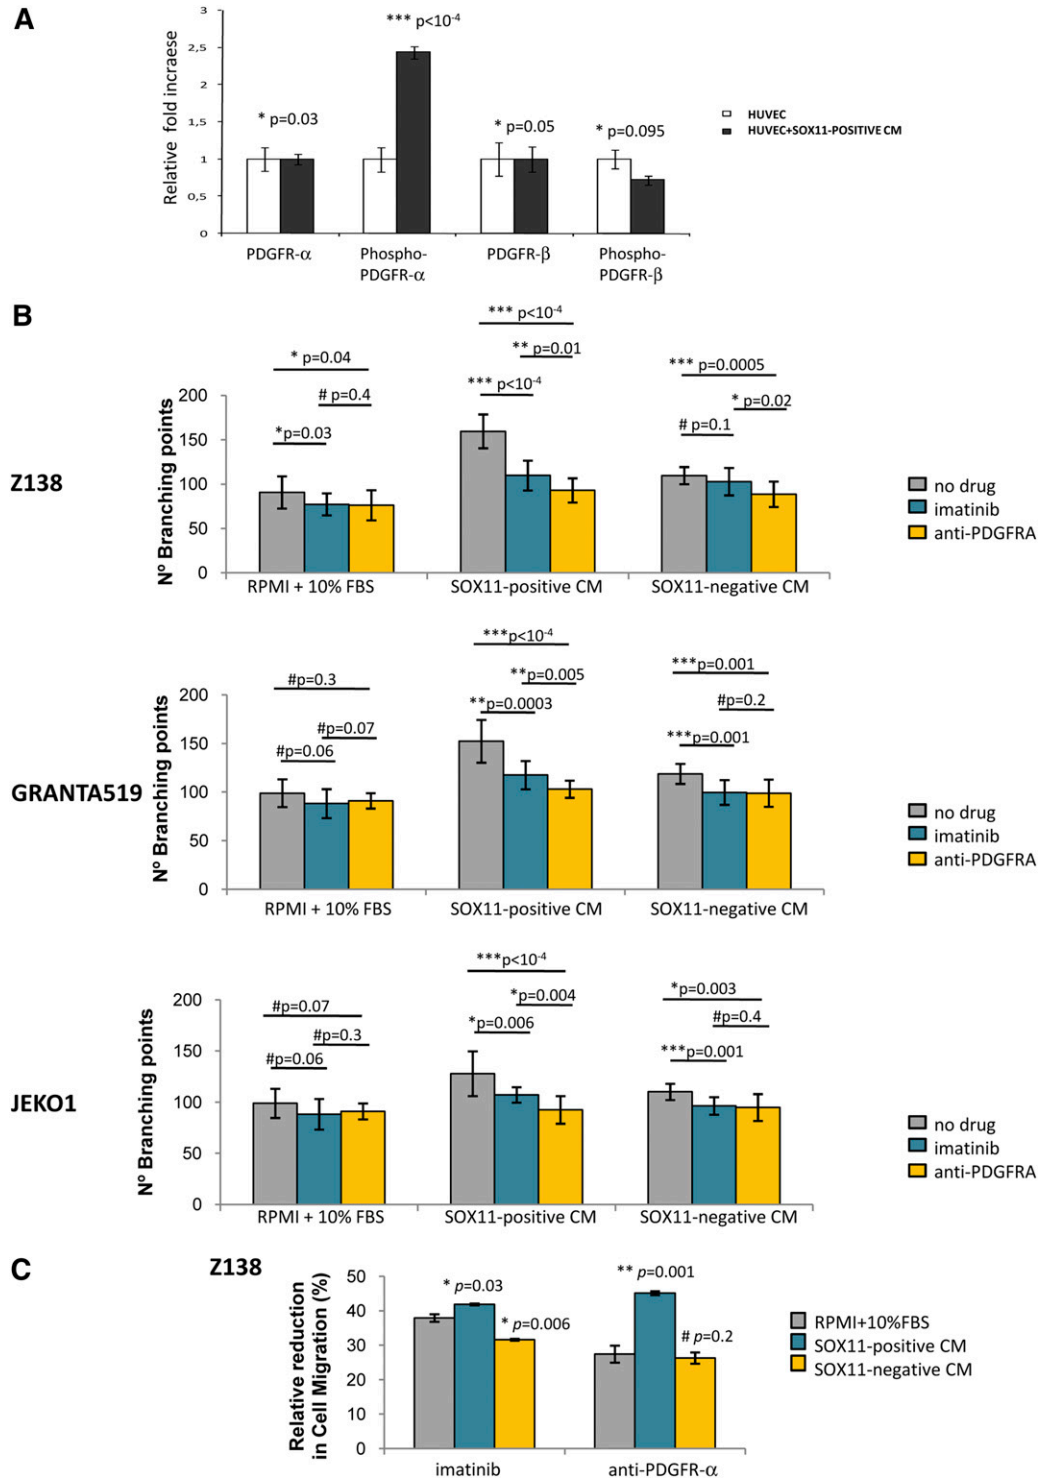 A
3
2,5
2
1,5
1
0,5
0
Relative fold incraese
*** p<10-4
* p=0.03
* p=0.05
* p=0.095
HUVEC
HUVEC+SOX11-POSITIVE CM
PDGFR-α
Phospho-
PDGFR-α
PDGFR-β
Phospho-
PDGFR-β
B
Z138
Nº Branching points
200
150
100
50
0
* p=0.04
# p=0.4
*p=0.03
*** p<10-4
** p=0.01
*** p<10-4
*** p=0.0005
* p=0.02
# p=0.1
no drug
imatinib
anti-PDGFRA
RPMI + 10% FBS
SOX11-positive CM
SOX11-negative CM
GRANTA519
Nº Branching points
200
150
100
50
0
#p=0.3
#p=0.07
#p=0.06
***p<10-4
**p=0.005
**p=0.0003
***p=0.001
#p=0.2
***p=0.001
no drug
imatinib
anti-PDGFRA
RPMI + 10% FBS
SOX11-positive CM
SOX11-negative CM
JEKO1
Nº Branching points
200
150
100
50
0
#p=0.07
#p=0.3
#p=0.06
***p<10-4
*p=0.004
*p=0.006
*p=0.003
#p=0.4
***p=0.001
no drug
imatinib
anti-PDGFRA
RPMI + 10% FBS
SOX11-positive CM
SOX11-negative CM
C
Z138
Relative reduction
in Cell Migration (%)
50
40
30
20
10
0
* p=0.03
* p=0.006
** p=0.001
# p=0.2
RPMI+10%FBS
SOX11-positive CM
SOX11-negative CM
imatinib
anti-PDGFR-α